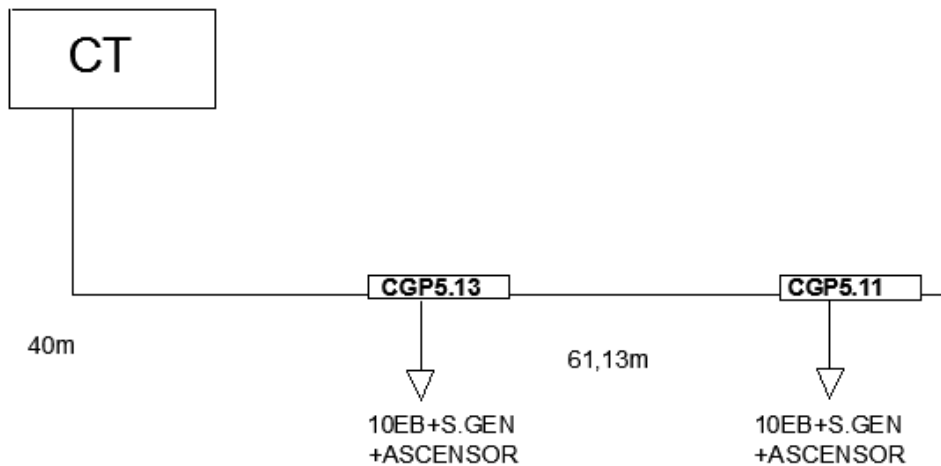 CT
CGP5.13
CGP5.11
40m
61,13m
10EB+S.GEN
+ASCENSOR
10EB+S.GEN
+ASCENSOR